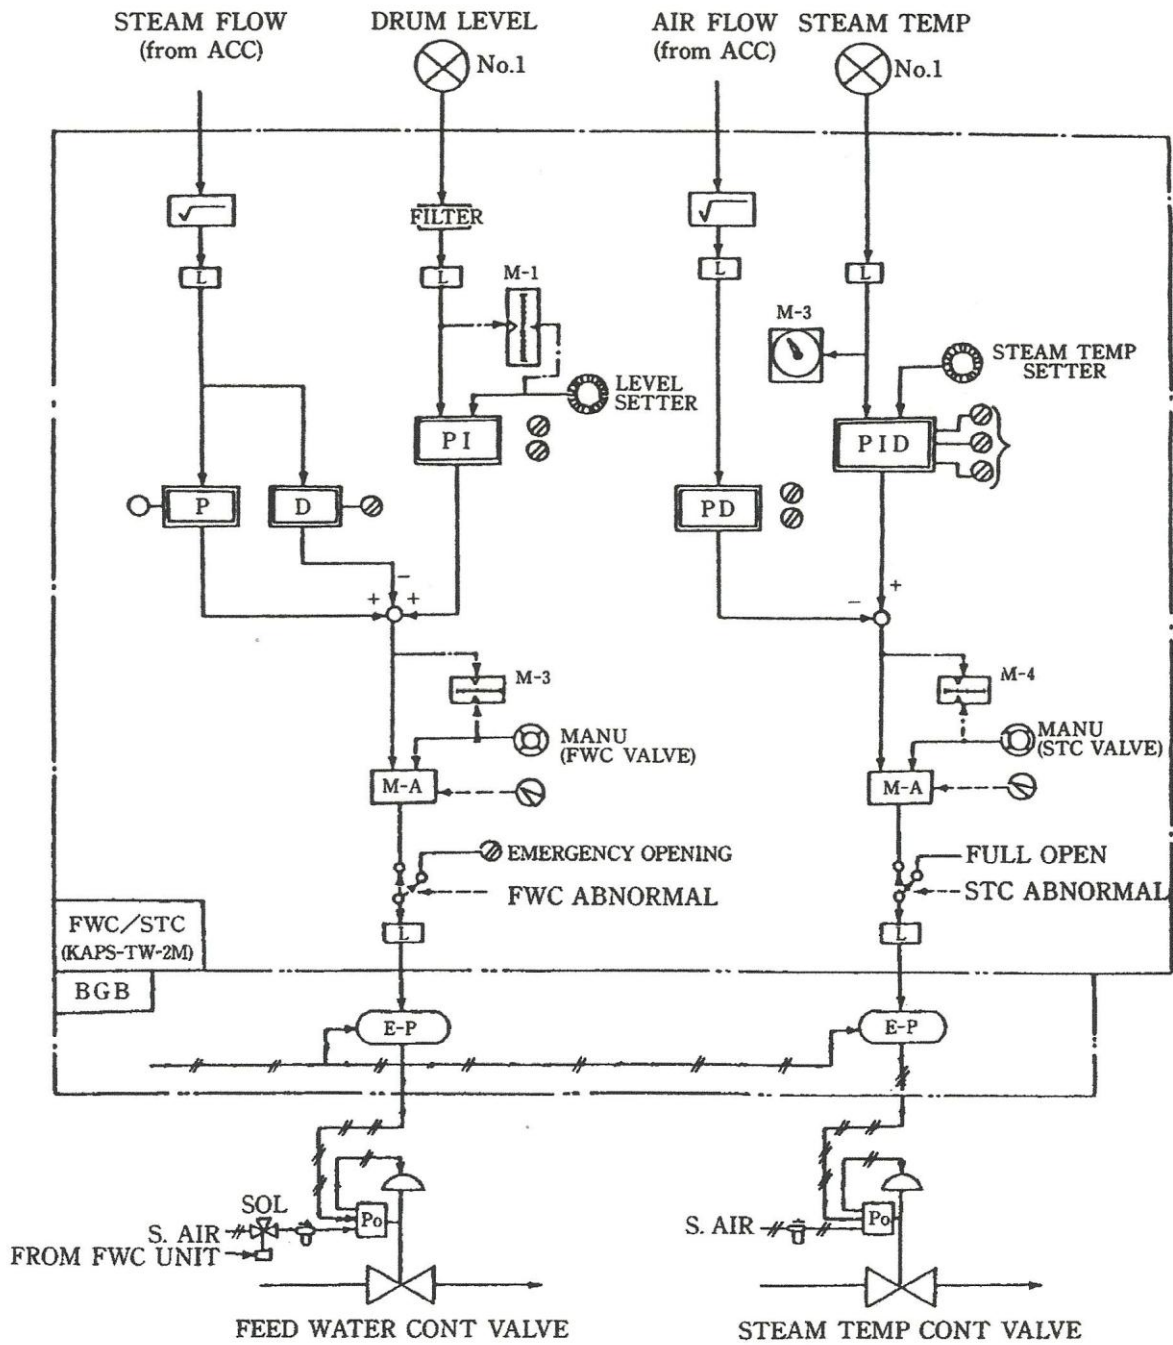 STEAM FLOW
(from ACC)
DRUM LEVEL
No.1
AIR FLOW
(from ACC)
STEAM TEMP
No.1
√
FILTER
√
L
L
L
L
M-1
M-3
STEAM TEMP
SETTER
LEVEL
SETTER
PI
PID
P
D
PD
−
+
+
−
+
M-3
M-4
MANU
(FWC VALVE)
MANU
(STC VALVE)
M-A
M-A
EMERGENCY OPENING
FULL OPEN
FWC ABNORMAL
STC ABNORMAL
L
L
FWC/STC
(KAPS-TW-2M)
BGB
E-P
E-P
SOL
S. AIR
Po
S. AIR
Po
FROM FWC UNIT
FEED WATER CONT VALVE
STEAM TEMP CONT VALVE